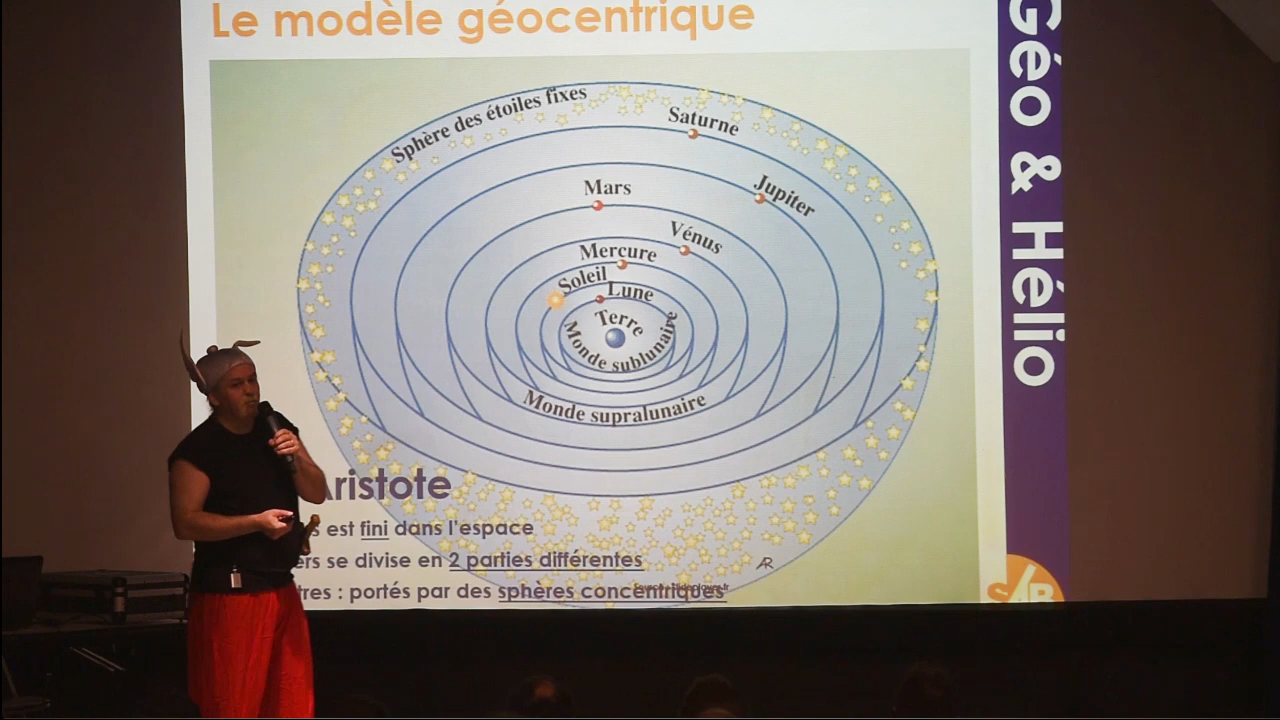 Le modèle géocentrique
Géo & Hélio
Sphère des étoiles fixes
Saturne
Jupiter
Mars
Vénus
Mercure
Soleil
Lune
Terre
Monde sublunaire
Monde supralunaire
AR
ristote
s est fini dans l'espace
ers se divise en 2 parties différentes
tres : portés par des sphères concentriques